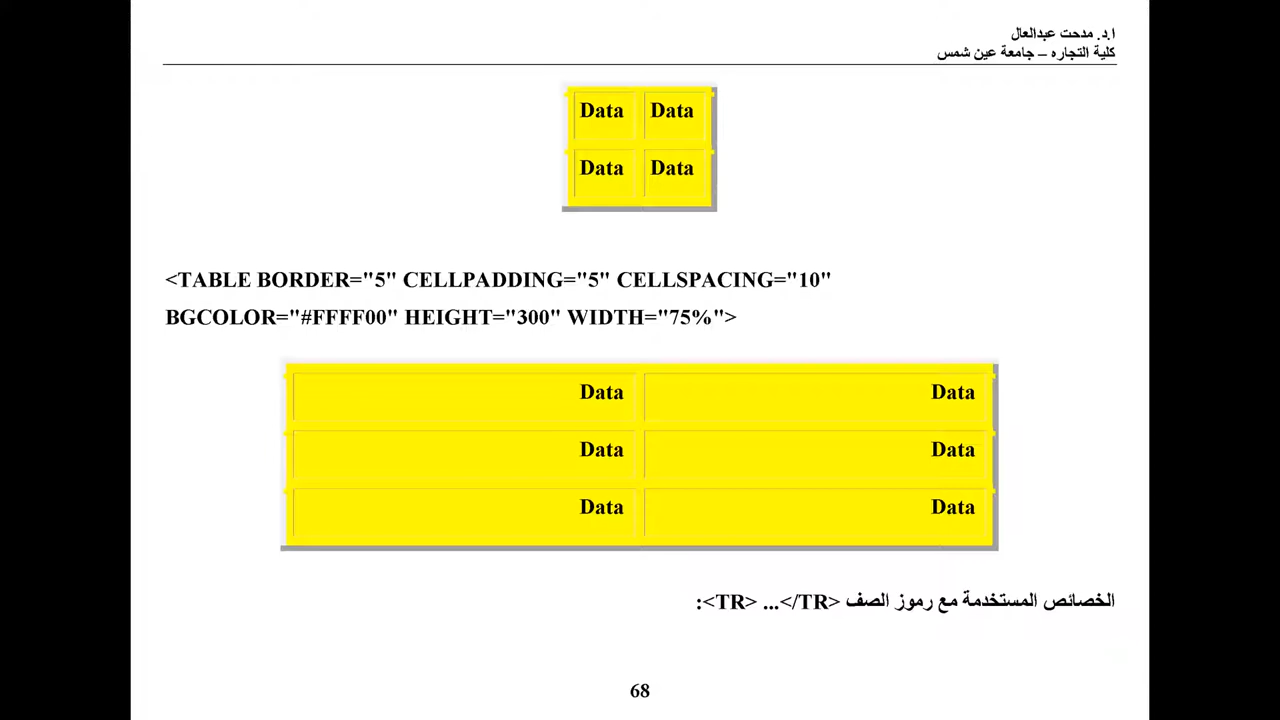 ا.د. مدحت عبدالعال
كلية التجاره – جامعة عين شمس
Data Data
Data Data
<TABLE BORDER="5" CELLPADDING="5" CELLSPACING="10"
BGCOLOR="#FFFF00" HEIGHT="300" WIDTH="75%">
Data Data
Data Data
Data Data
الخصائص المستخدمة مع رموز الصف <TR> ...</TR>:
68